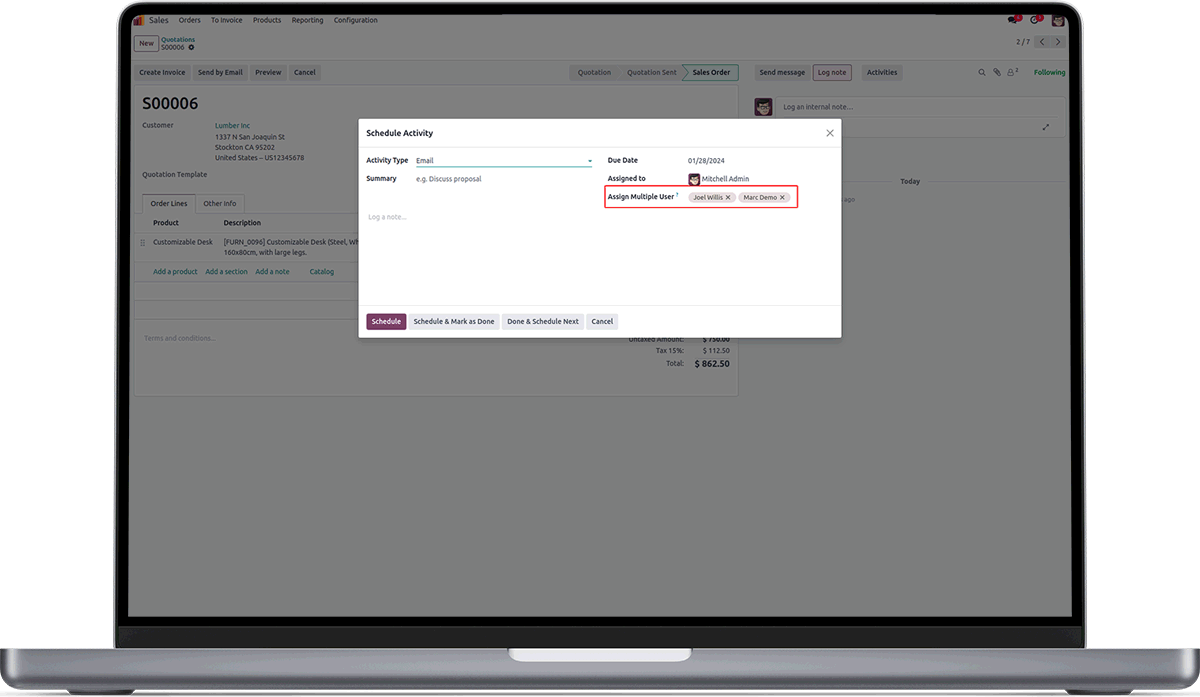 Sales Orders To Invoice Products Reporting Configuration
New Quotations
S00006
2 / 7
Create Invoice Send by Email Preview Cancel
Quotation Quotation Sent Sales Order
Send message Log note Activities
2 Following
S00006
Log an internal note...
Customer Lumber Inc
1337 N San Joaquin St
Stockton CA 95202
United States – US12345678
Quotation Template
Today
ago
Order Lines Other Info
Product Description
Customizable Desk [FURN_0096] Customizable Desk (Steel,
160x80cm, with large legs.
Add a product Add a section Add a note Catalog
Terms and conditions...
Untaxed Amount: $ 750.00
Tax 15%: $ 112.50
Total: $ 862.50
Schedule Activity
Activity Type Email
Summary e.g. Discuss proposal
Due Date 01/28/2024
Assigned to Mitchell Admin
Assign Multiple User ? Joel Willis × Marc Demo ×
Log a note...
Schedule Schedule & Mark as Done Done & Schedule Next Cancel